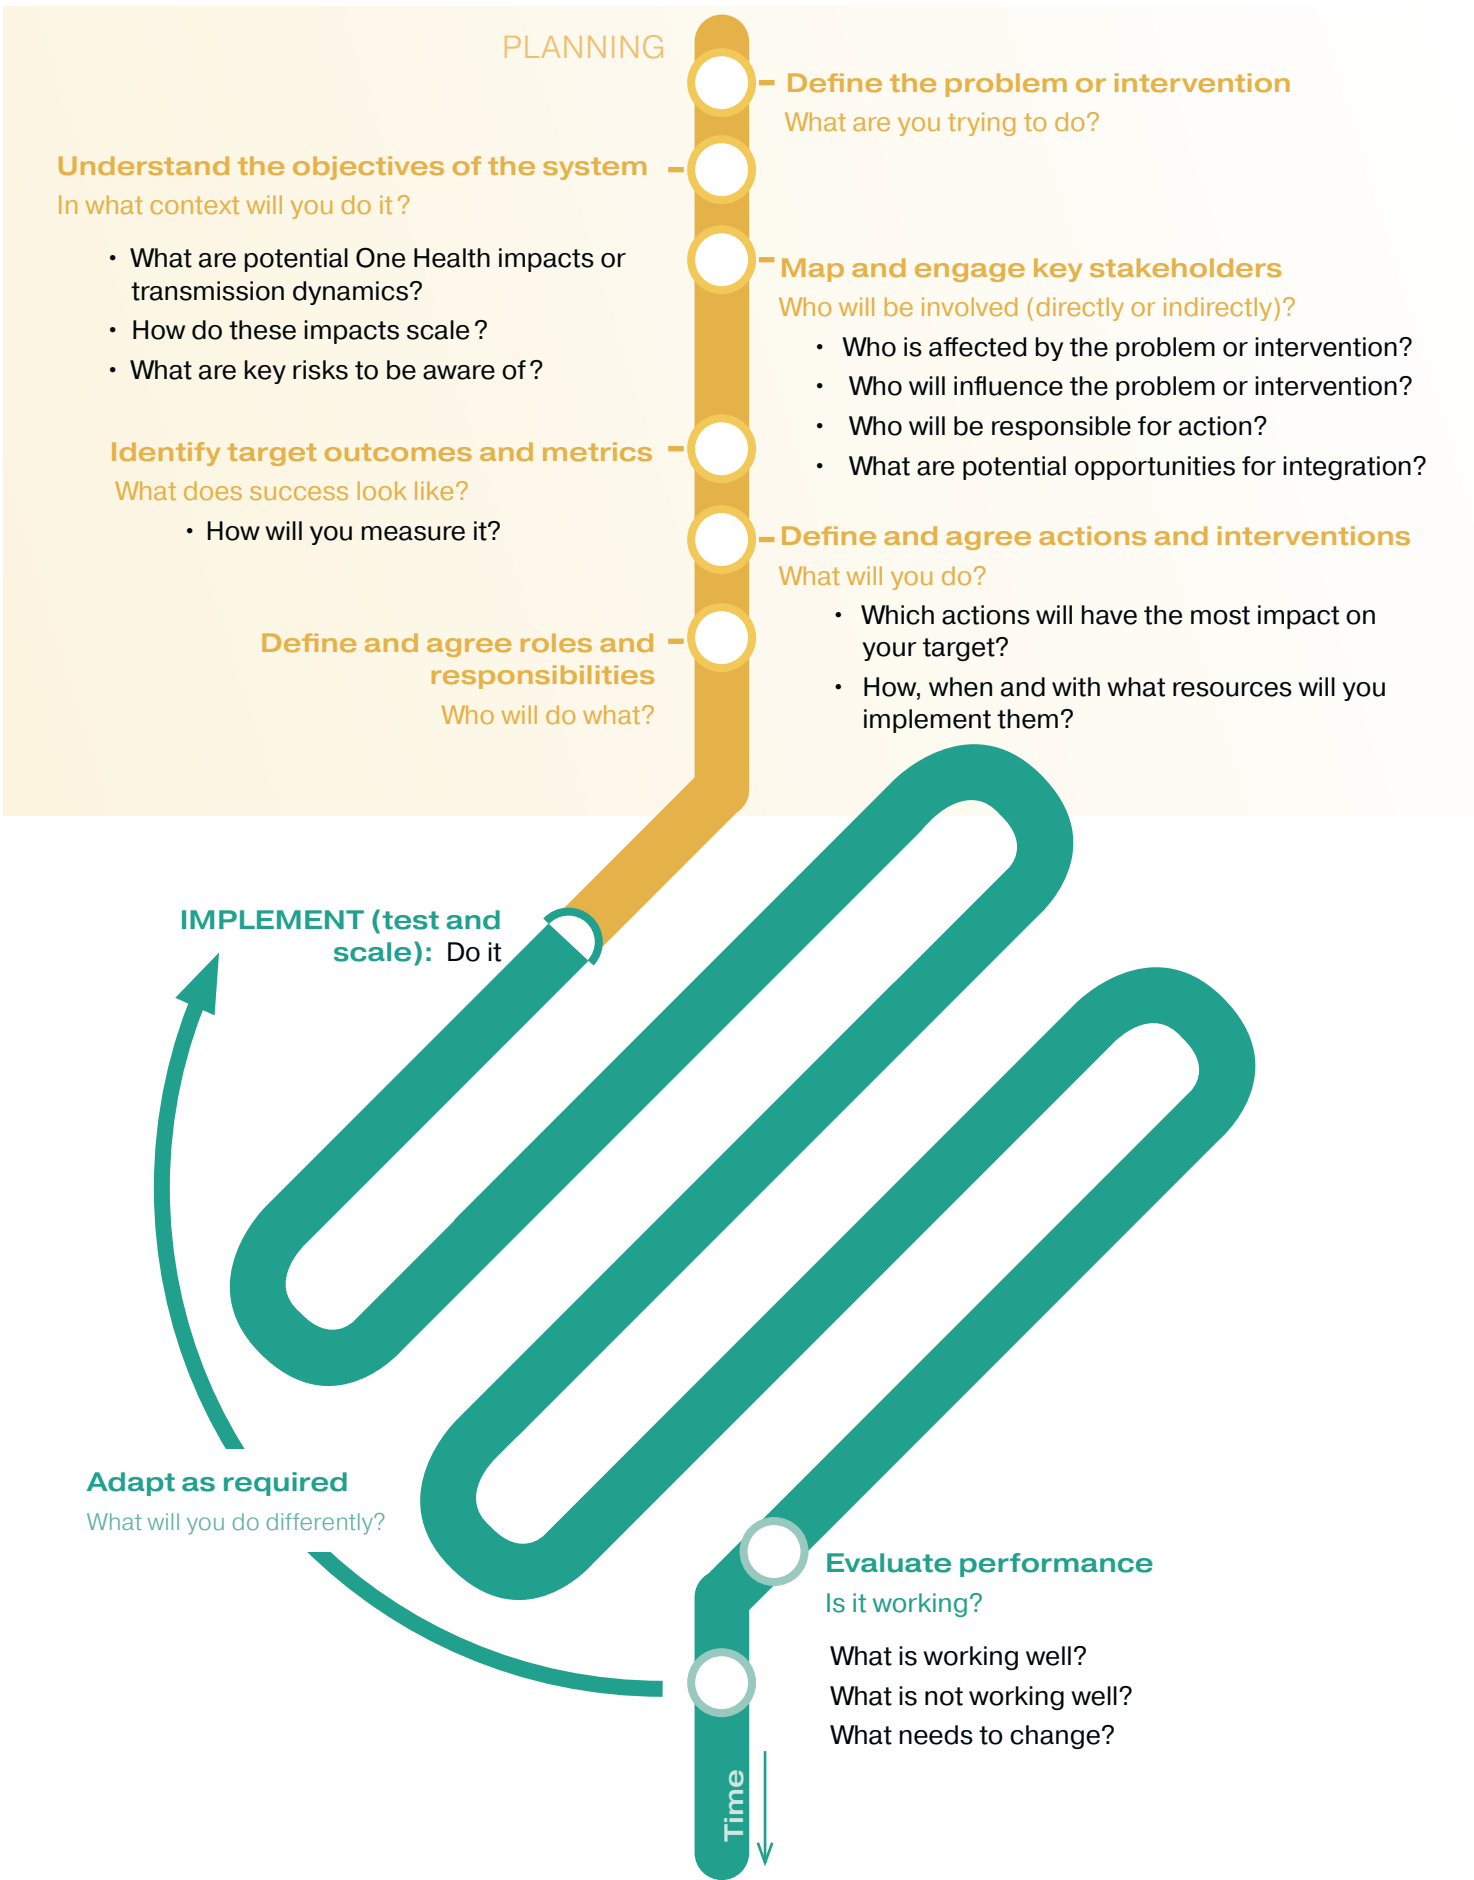 PLANNING
Define the problem or intervention
What are you trying to do?
Understand the objectives of the system
In what context will you do it?
• What are potential One Health impacts or
transmission dynamics?
• How do these impacts scale?
• What are key risks to be aware of?
Map and engage key stakeholders
Who will be involved (directly or indirectly)?
• Who is affected by the problem or intervention?
• Who will influence the problem or intervention?
• Who will be responsible for action?
• What are potential opportunities for integration?
Identify target outcomes and metrics
What does success look like?
• How will you measure it?
Define and agree actions and interventions
What will you do?
• Which actions will have the most impact on
your target?
• How, when and with what resources will you
implement them?
Define and agree roles and
responsibilities
Who will do what?
IMPLEMENT (test and
scale): Do it
Adapt as required
What will you do differently?
Evaluate performance
Is it working?
What is working well?
What is not working well?
What needs to change?
Time